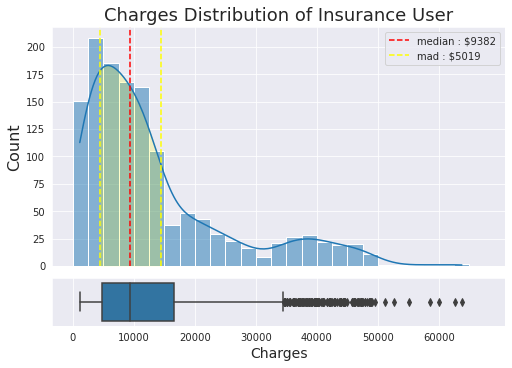 Charges Distribution of Insurance User
median : $9382
mad : $5019
200
175
150
125
100
75
50
25
0
Count
0 10000 20000 30000 40000 50000 60000
Charges